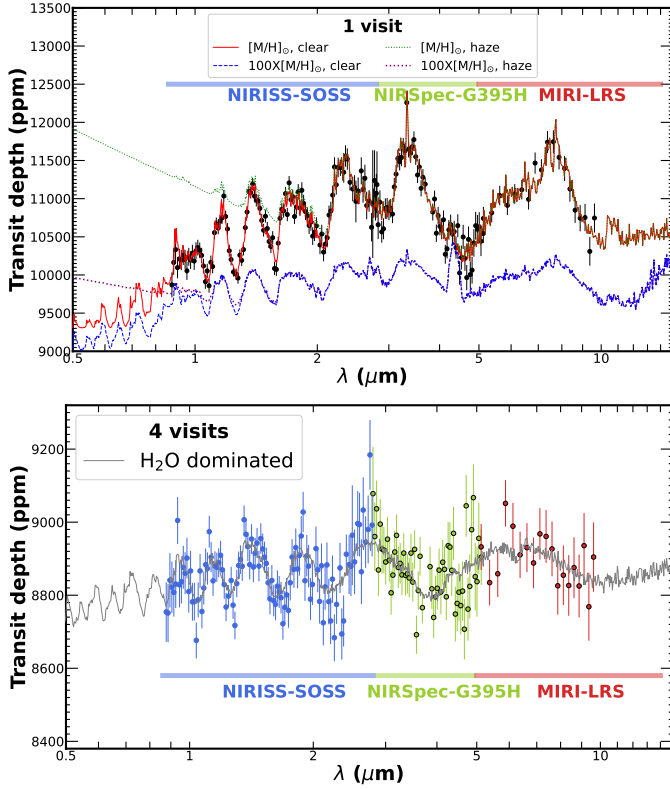 1 visit
[M/H]⊙, clear
[M/H]⊙, haze
100X[M/H]⊙, clear
100X[M/H]⊙, haze
NIRISS-SOSS
NIRSpec-G395H
MIRI-LRS
Transit depth (ppm)
13500
13000
12500
12000
11500
11000
10500
10000
9500
9000
0.5
1
2
5
10
λ (μm)
4 visits
H₂O dominated
Transit depth (ppm)
9200
9000
8800
8600
8400
NIRISS-SOSS
NIRSpec-G395H
MIRI-LRS
0.5
1
2
5
10
λ (μm)